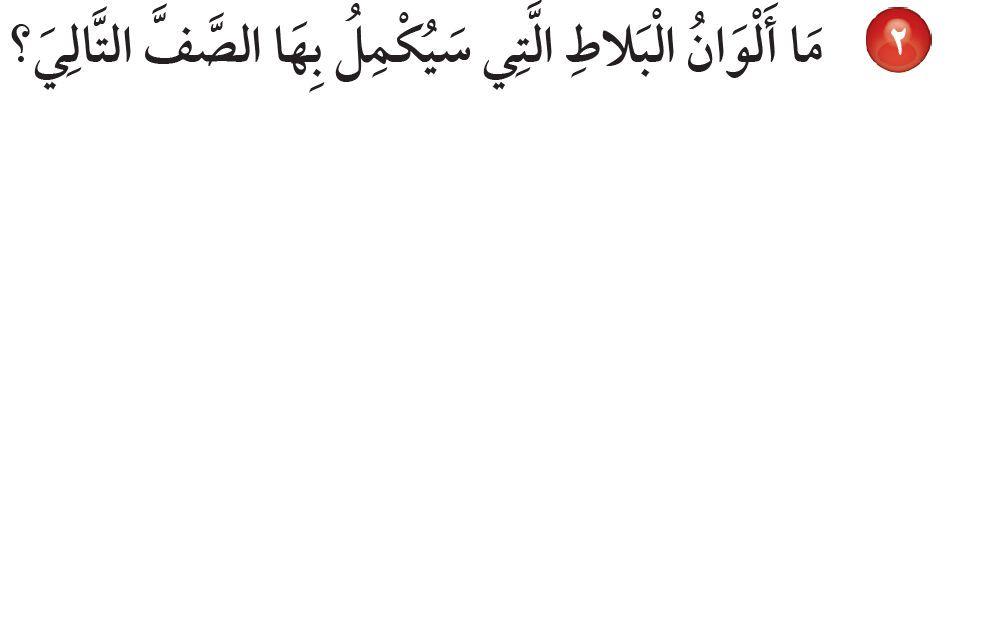 ٢ مَا أَلْوَانُ الْبَلاطِ الَّتِي سَيُكْمِلُ بِهَا الصَّفَّ التَّالِيَ؟